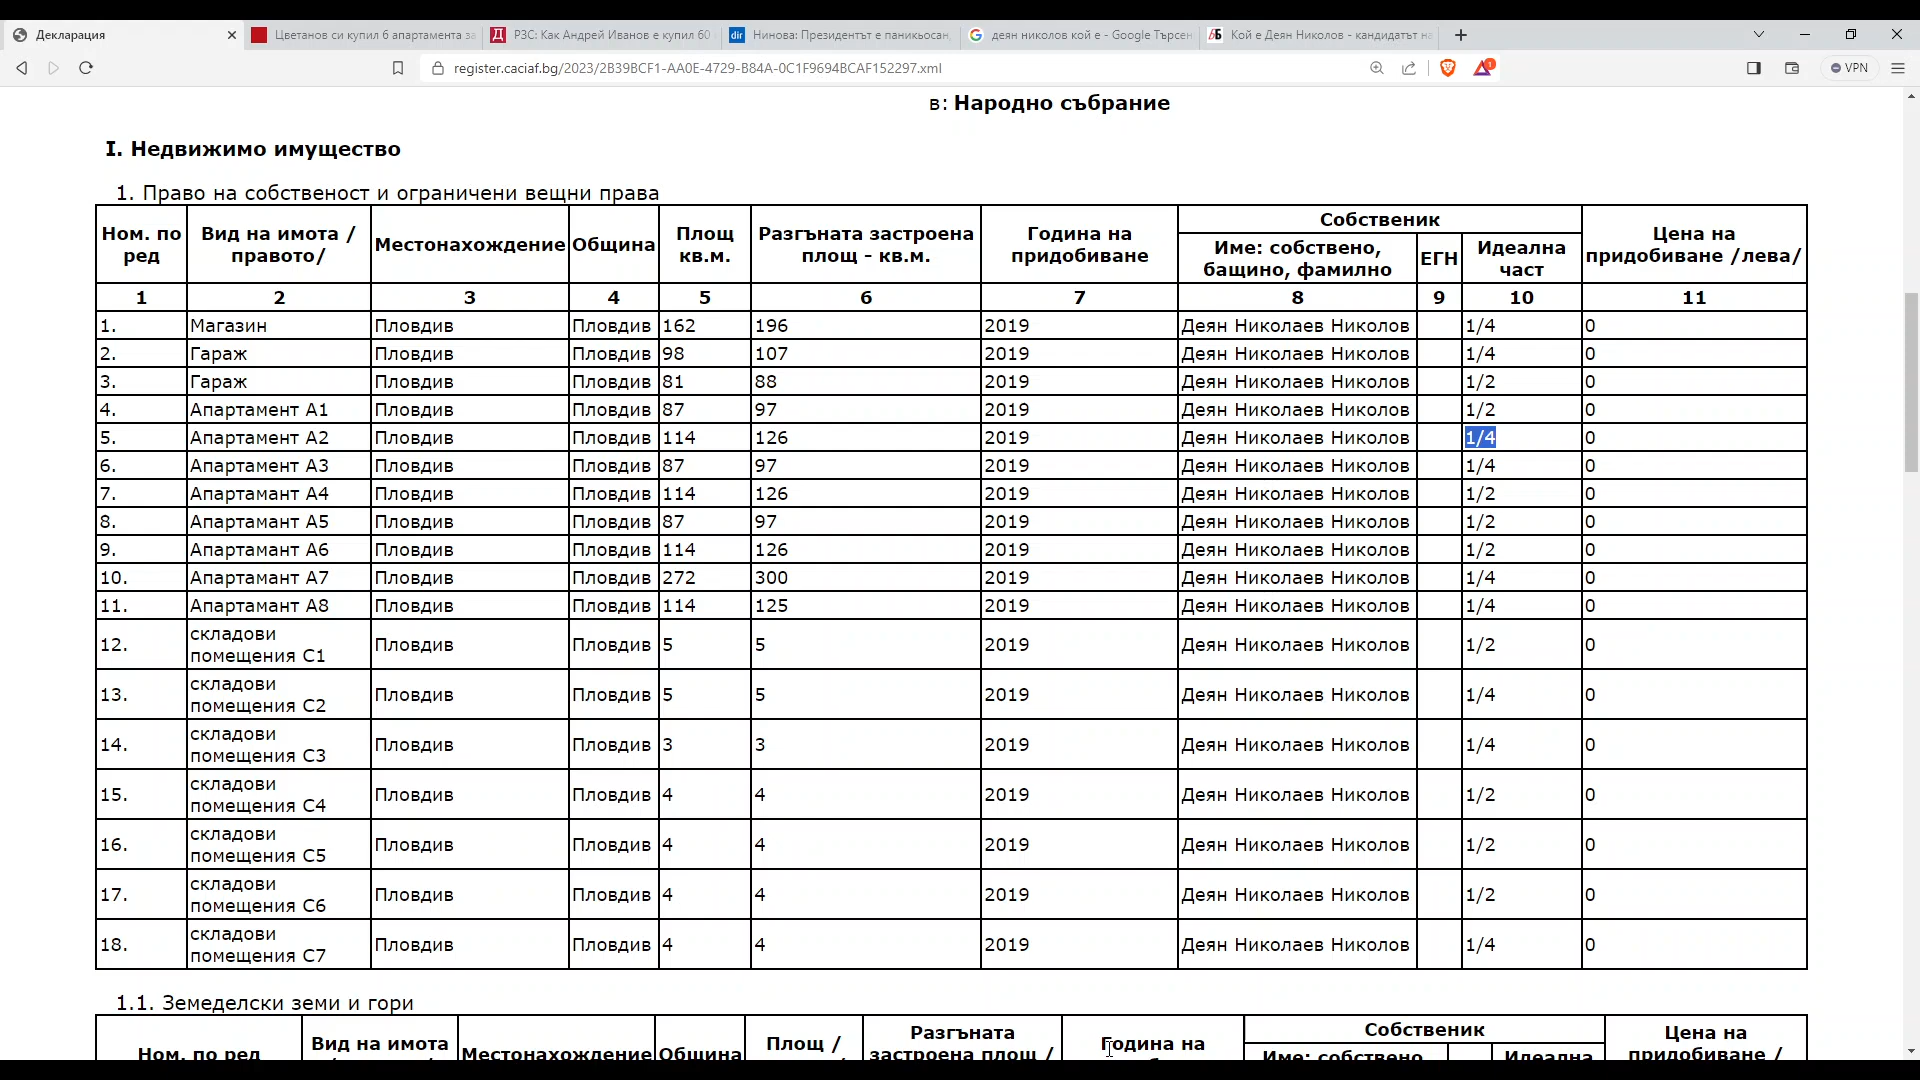 Декларация
Цветанов си купил 6 апартамента за
РЗС: Как Андрей Иванов е купил 60
Нинова: Президентът е паникьосан,
деян николов кой е - Google Търсен
Кой е Деян Николов - кандидатът на
register.caciaf.bg/2023/2B39BCF1-AA0E-4729-B84A-0C1F9694BCAF152297.xml
1
VPN
в: Народно събрание
I. Недвижимо имущество
1. Право на собственост и ограничени вещни права
Ном. по ред Вид на имота / правото/ Местонахождение Община Площ кв.м. Разгъната застроена площ - кв.м. Година на придобиване Собственик Цена на придобиване /лева/
Име: собствено, бащино, фамилно ЕГН Идеална част
1 2 3 4 5 6 7 8 9 10 11
1. Магазин Пловдив Пловдив 162 196 2019 Деян Николаев Николов 1/4 0
2. Гараж Пловдив Пловдив 98 107 2019 Деян Николаев Николов 1/4 0
3. Гараж Пловдив Пловдив 81 88 2019 Деян Николаев Николов 1/2 0
4. Апартамент А1 Пловдив Пловдив 87 97 2019 Деян Николаев Николов 1/2 0
5. Апартамант А2 Пловдив Пловдив 114 126 2019 Деян Николаев Николов 1/4 0
6. Апартамант А3 Пловдив Пловдив 87 97 2019 Деян Николаев Николов 1/4 0
7. Апартамант А4 Пловдив Пловдив 114 126 2019 Деян Николаев Николов 1/2 0
8. Апартамант А5 Пловдив Пловдив 87 97 2019 Деян Николаев Николов 1/2 0
9. Апартамант А6 Пловдив Пловдив 114 126 2019 Деян Николаев Николов 1/2 0
10. Апартамант А7 Пловдив Пловдив 272 300 2019 Деян Николаев Николов 1/4 0
11. Апартамант А8 Пловдив Пловдив 114 125 2019 Деян Николаев Николов 1/4 0
12. складови помещения С1 Пловдив Пловдив 5 5 2019 Деян Николаев Николов 1/2 0
13. складови помещения С2 Пловдив Пловдив 5 5 2019 Деян Николаев Николов 1/4 0
14. складови помещения С3 Пловдив Пловдив 3 3 2019 Деян Николаев Николов 1/4 0
15. складови помещения С4 Пловдив Пловдив 4 4 2019 Деян Николаев Николов 1/2 0
16. складови помещения С5 Пловдив Пловдив 4 4 2019 Деян Николаев Николов 1/2 0
17. складови помещения С6 Пловдив Пловдив 4 4 2019 Деян Николаев Николов 1/2 0
18. складови помещения С7 Пловдив Пловдив 4 4 2019 Деян Николаев Николов 1/4 0
1.1. Земеделски земи и гори
Ном. по ред Вид на имота Местонахождение Община Площ / Разгъната застроена площ / Година на Собственик Цена на придобиване /
Име: собствено Идеална